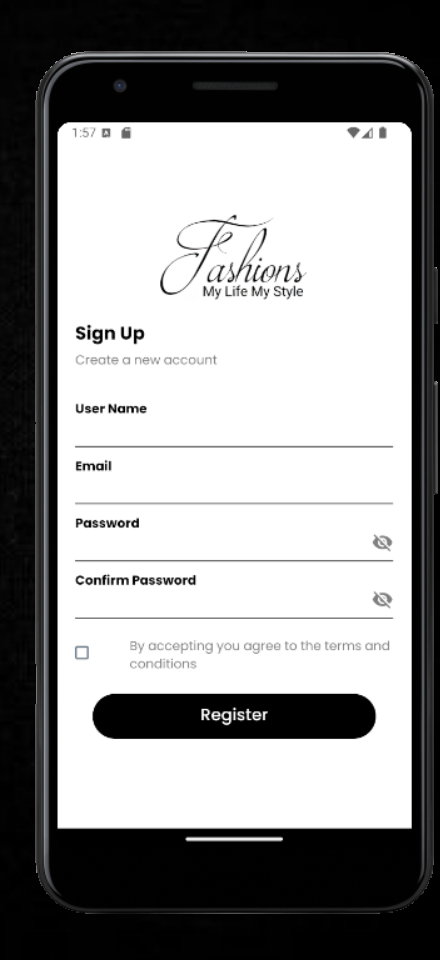 1:57
Fashions
My Life My Style
Sign Up
Create a new account
User Name
Email
Password
Confirm Password
By accepting you agree to the terms and
conditions
Register